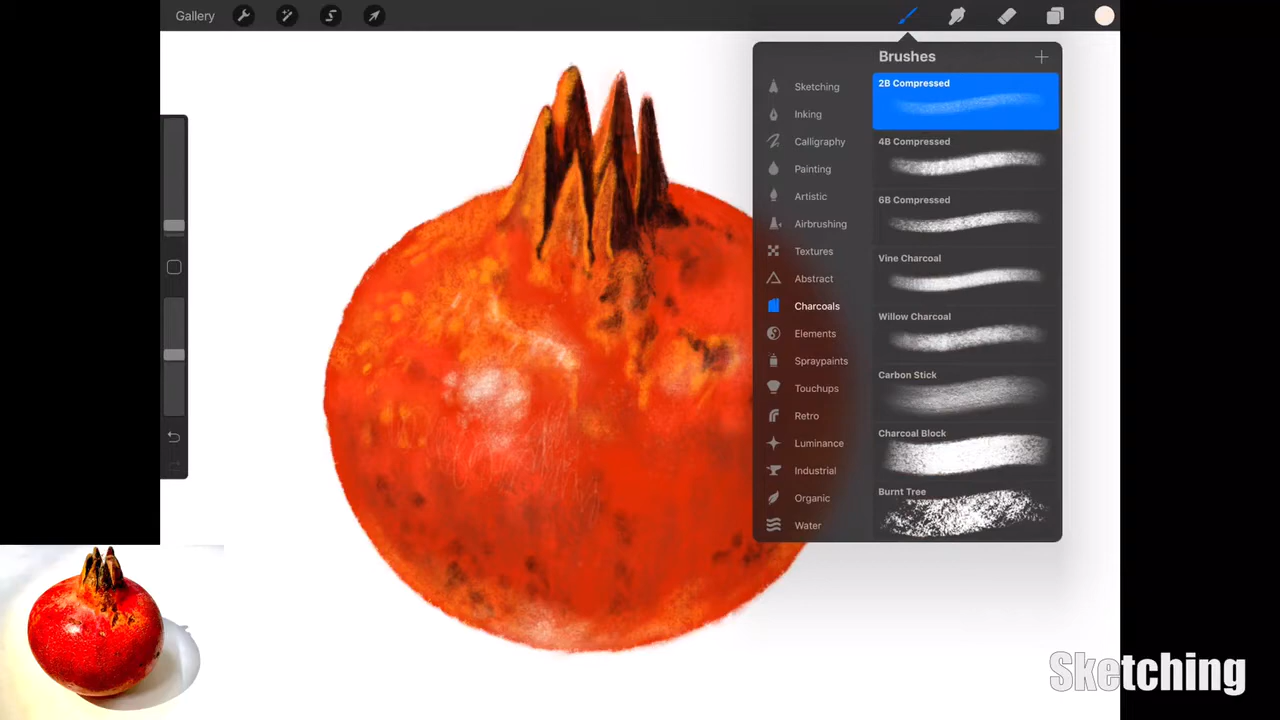 Gallery
Brushes
Sketching
Inking
Calligraphy
Painting
Artistic
Airbrushing
Textures
Abstract
Charcoals
Elements
Spraypaints
Touchups
Retro
Luminance
Industrial
Organic
Water
2B Compressed
4B Compressed
6B Compressed
Vine Charcoal
Willow Charcoal
Carbon Stick
Charcoal Block
Burnt Tree
Sketching